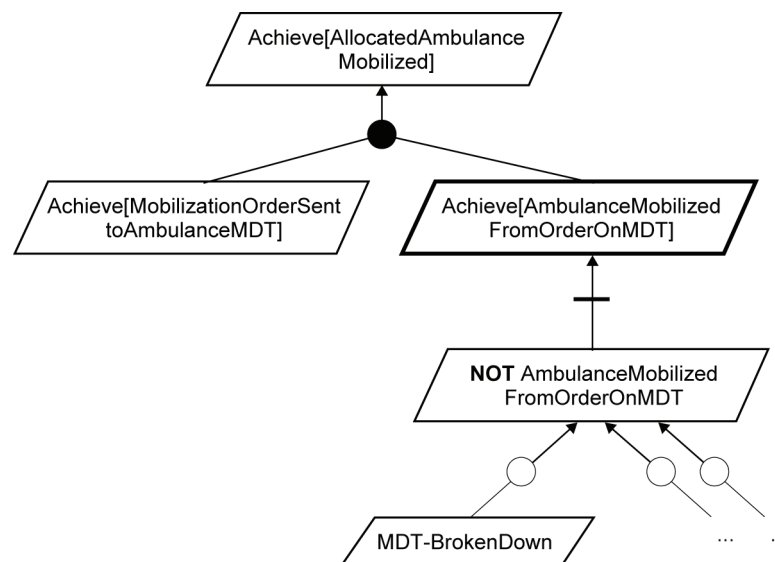 Achieve[AllocatedAmbulance
Mobilized]
Achieve[MobilizationOrderSent
toAmbulanceMDT]
Achieve[AmbulanceMobilized
FromOrderOnMDT]
NOT AmbulanceMobilized
FromOrderOnMDT
MDT-BrokenDown
... .